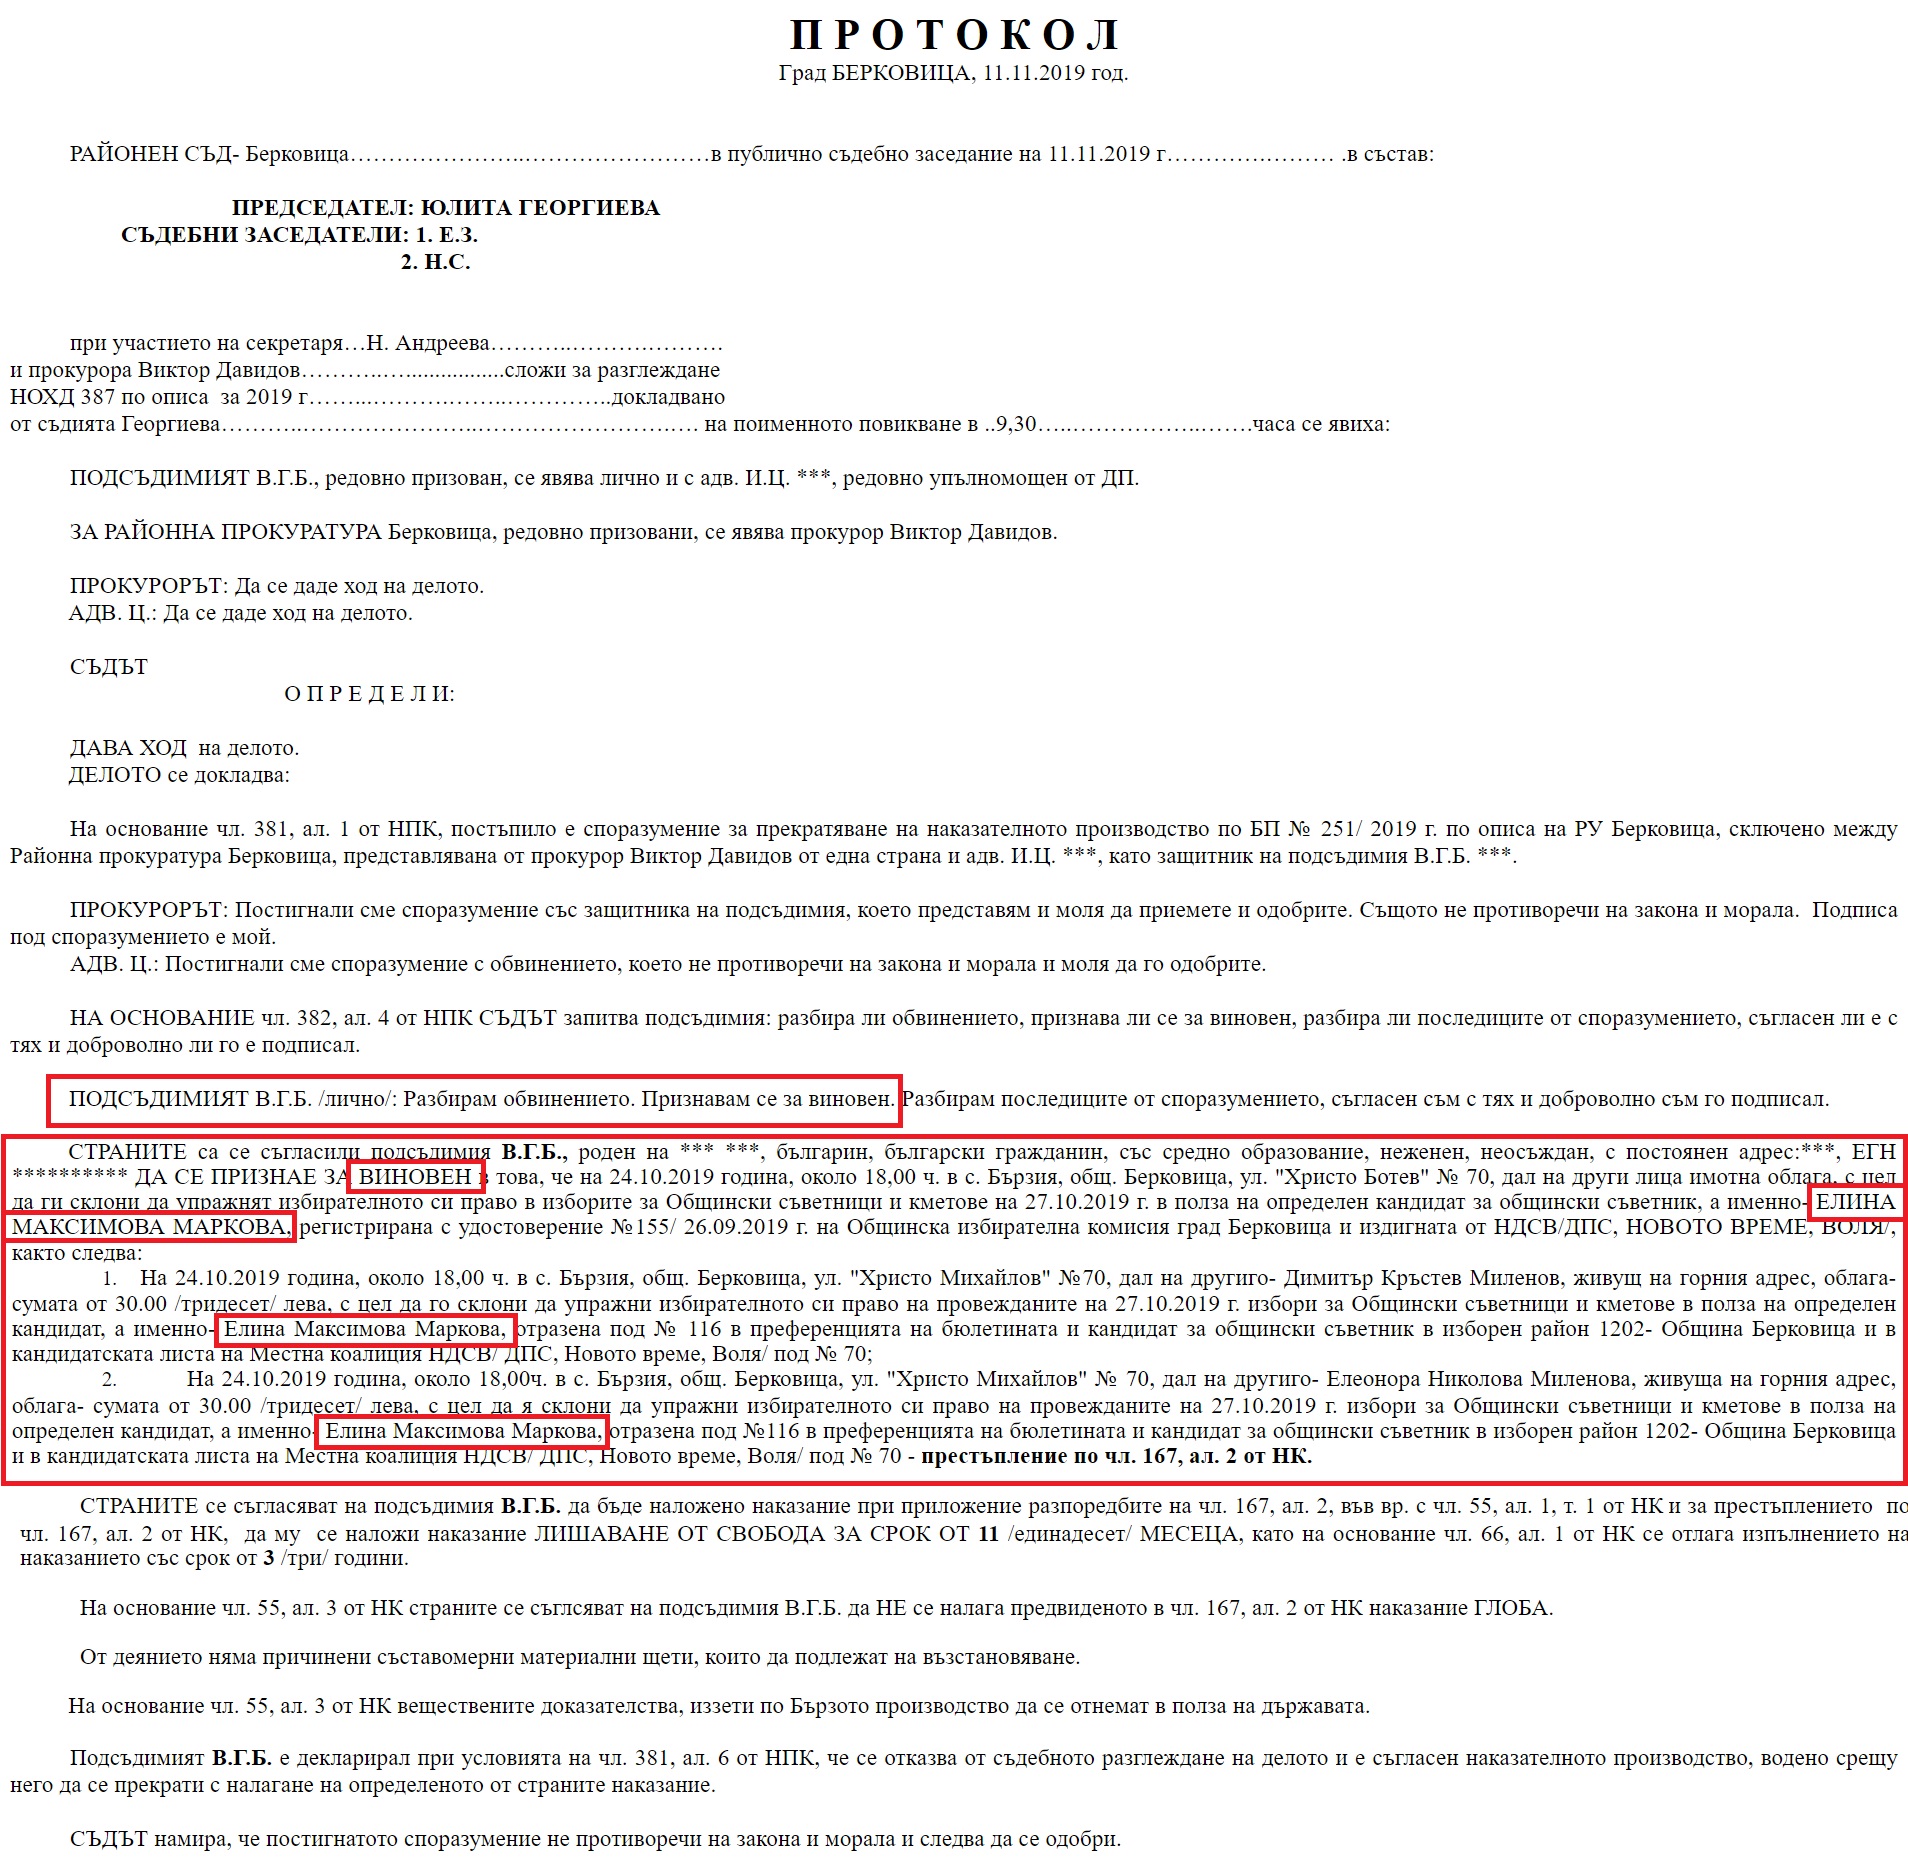 П Р О Т О К О Л
Град БЕРКОВИЦА, 11.11.2019 год.
РАЙОНЕН СЪД- Берковица…………………..……………………в публично съдебно заседание на 11.11.2019 г………….……… .в състав:
ПРЕДСЕДАТЕЛ: ЮЛИТА ГЕОРГИЕВА
СЪДЕБНИ ЗАСЕДАТЕЛИ: 1. Е.З.
2. Н.С.
при участието на секретаря…Н. Андреева………..……….……….
и прокурора Виктор Давидов………..…................сложи за разглеждане
НОХД 387 по описа  за 2019 г……..……….……..…………..докладвано
от съдията Георгиева………..…………………..…………………….…. на поименното повикване в ..9,30…..……………..…….часа се явиха:
ПОДСЪДИМИЯТ В.Г.Б., редовно призован, се явява лично и с адв. И.Ц. ***, редовно упълномощен от ДП.
ЗА РАЙОННА ПРОКУРАТУРА Берковица, редовно призовани, се явява прокурор Виктор Давидов.
ПРОКУРОРЪТ: Да се даде ход на делото.
АДВ. Ц.: Да се даде ход на делото.
СЪДЪТ
О П Р Е Д Е Л И:
ДАВА ХОД  на делото.
ДЕЛОТО се докладва:
На основание чл. 381, ал. 1 от НПК, постъпило е споразумение за прекратяване на наказателното производство по БП № 251/ 2019 г. по описа на РУ Берковица, сключено между
Районна прокуратура Берковица, представлявана от прокурор Виктор Давидов от една страна и адв. И.Ц. ***, като защитник на подсъдимия В.Г.Б. ***.
ПРОКУРОРЪТ: Постигнали сме споразумение със защитника на подсъдимия, което представям и моля да приемете и одобрите. Същото не противоречи на закона и морала.  Подписа
под споразумението е мой.
АДВ. Ц.: Постигнали сме споразумение с обвинението, което не противоречи на закона и морала и моля да го одобрите.
НА ОСНОВАНИЕ чл. 382, ал. 4 от НПК СЪДЪТ запитва подсъдимия: разбира ли обвинението, признава ли се за виновен, разбира ли последиците от споразумението, съгласен ли е с
тях и доброволно ли го е подписал.
ПОДСЪДИМИЯТ В.Г.Б. /лично/: Разбирам обвинението. Признавам се за виновен. Разбирам последиците от споразумението, съгласен съм с тях и доброволно съм го подписал.
СТРАНИТЕ са се съгласили подсъдимия В.Г.Б., роден на *** ***, българин, български гражданин, със средно образование, неженен, неосъждан, с постоянен адрес:***, ЕГН
********** ДА СЕ ПРИЗНАЕ ЗА ВИНОВЕН в това, че на 24.10.2019 година, около 18,00 ч. в с. Бързия, общ. Берковица, ул. "Христо Ботев" № 70, дал на други лица имотна облага, с цел
да ги склони да упражнят избирателното си право в изборите за Общински съветници и кметове на 27.10.2019 г. в полза на определен кандидат за общински съветник, а именно- ЕЛИНА
МАКСИМОВА МАРКОВА, регистрирана с удостоверение №155/ 26.09.2019 г. на Общинска избирателна комисия град Берковица и издигната от НДСВ/ДПС, НОВОТО ВРЕМЕ, ВОЛЯ/,
както следва:
1.   На 24.10.2019 година, около 18,00 ч. в с. Бързия, общ. Берковица, ул. "Христо Михайлов" №70, дал на другиго- Димитър Кръстев Миленов, живущ на горния адрес, облага-
сумата от 30.00 /тридесет/ лева, с цел да го склони да упражни избирателното си право на провежданите на 27.10.2019 г. избори за Общински съветници и кметове в полза на определен
кандидат, а именно- Елина Максимова Маркова, отразена под № 116 в преференцията на бюлетината и кандидат за общински съветник в изборен район 1202- Община Берковица и в
кандидатската листа на Местна коалиция НДСВ/ ДПС, Новото време, Воля/ под № 70;
2.   На 24.10.2019 година, около 18,00ч. в с. Бързия, общ. Берковица, ул. "Христо Михайлов" № 70, дал на другиго- Елеонора Николова Миленова, живуща на горния адрес,
облага- сумата от 30.00 /тридесет/ лева, с цел да я склони да упражни избирателното си право на провежданите на 27.10.2019 г. избори за Общински съветници и кметове в полза на
определен кандидат, а именно- Елина Максимова Маркова, отразена под №116 в преференцията на бюлетината и кандидат за общински съветник в изборен район 1202- Община Берковица
и в кандидатската листа на Местна коалиция НДСВ/ ДПС, Новото време, Воля/ под № 70 - престъпление по чл. 167, ал. 2 от НК.
СТРАНИТЕ се съгласяват на подсъдимия В.Г.Б. да бъде наложено наказание при приложение разпоредбите на чл. 167, ал. 2, във вр. с чл. 55, ал. 1, т. 1 от НК и за престъплението  по
чл. 167, ал. 2 от НК,  да му  се наложи наказание ЛИШАВАНЕ ОТ СВОБОДА ЗА СРОК ОТ 11 /единадесет/ МЕСЕЦА, като на основание чл. 66, ал. 1 от НК се отлага изпълнението на
наказанието със срок от 3 /три/ години.
На основание чл. 55, ал. 3 от НК страните се съглсяват на подсъдимия В.Г.Б. да НЕ се налага предвиденото в чл. 167, ал. 2 от НК наказание ГЛОБА.
От деянието няма причинени съставомерни материални щети, които да подлежат на възстановяване.
На основание чл. 55, ал. 3 от НК веществените доказателства, иззети по Бързото производство да се отнемат в полза на държавата.
Подсъдимият В.Г.Б. е декларирал при условията на чл. 381, ал. 6 от НПК, че се отказва от съдебното разглеждане на делото и е съгласен наказателното производство, водено срещу
него да се прекрати с налагане на определеното от страните наказание.
СЪДЪТ намира, че постигнатото споразумение не противоречи на закона и морала и следва да се одобри.